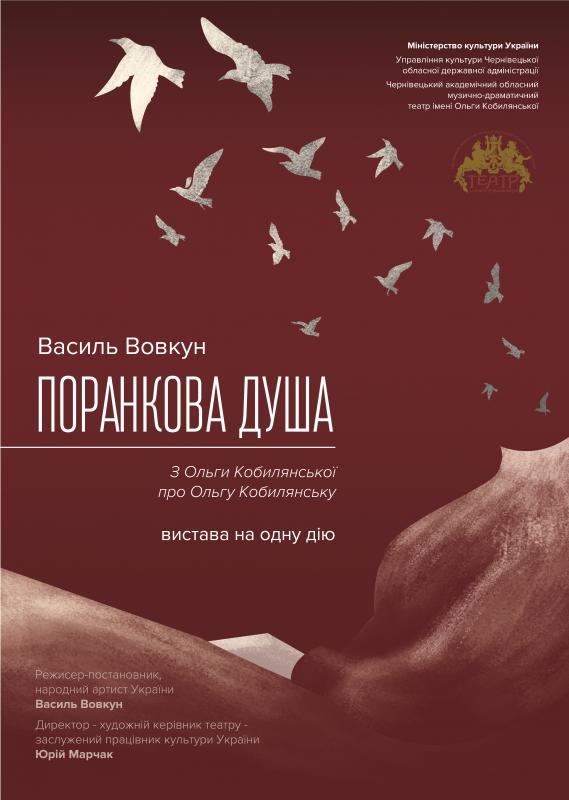 Міністерство культури України
Управління культури Чернівецької
обласної державної адміністрації
Чернівецький академічний обласний
музично-драматичний
театр імені Ольги Кобилянської
ТЕАТР
Василь Вовкун
ПОРАНКОВА ДУША
З Ольги Кобилянської
про Ольгу Кобилянську
вистава на одну дію
Режисер-постановник,
народний артист України
Василь Вовкун
Директор - художній керівник театру -
заслужений працівник культури України
Юрій Марчак